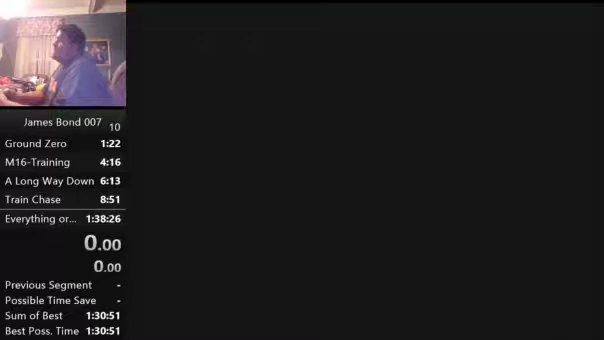 James Bond 007
10
Ground Zero 1:22
M16-Training 4:16
A Long Way Down 6:13
Train Chase 8:51
Everything or... 1:38:26
0.00
0.00
Previous Segment -
Possible Time Save -
Sum of Best 1:30:51
Best Poss. Time 1:30:51